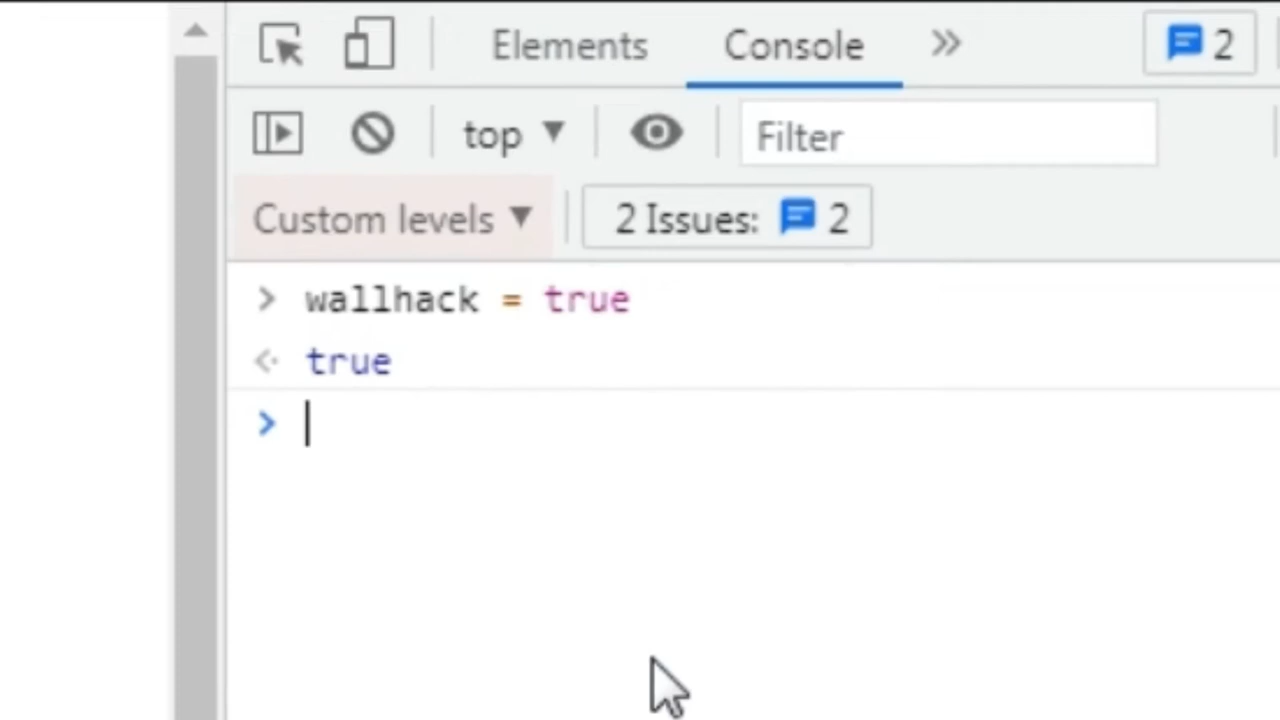 Elements Console » 2
top ▼ Filter
Custom levels ▼ 2 Issues: 2
> wallhack = true
<· true
>